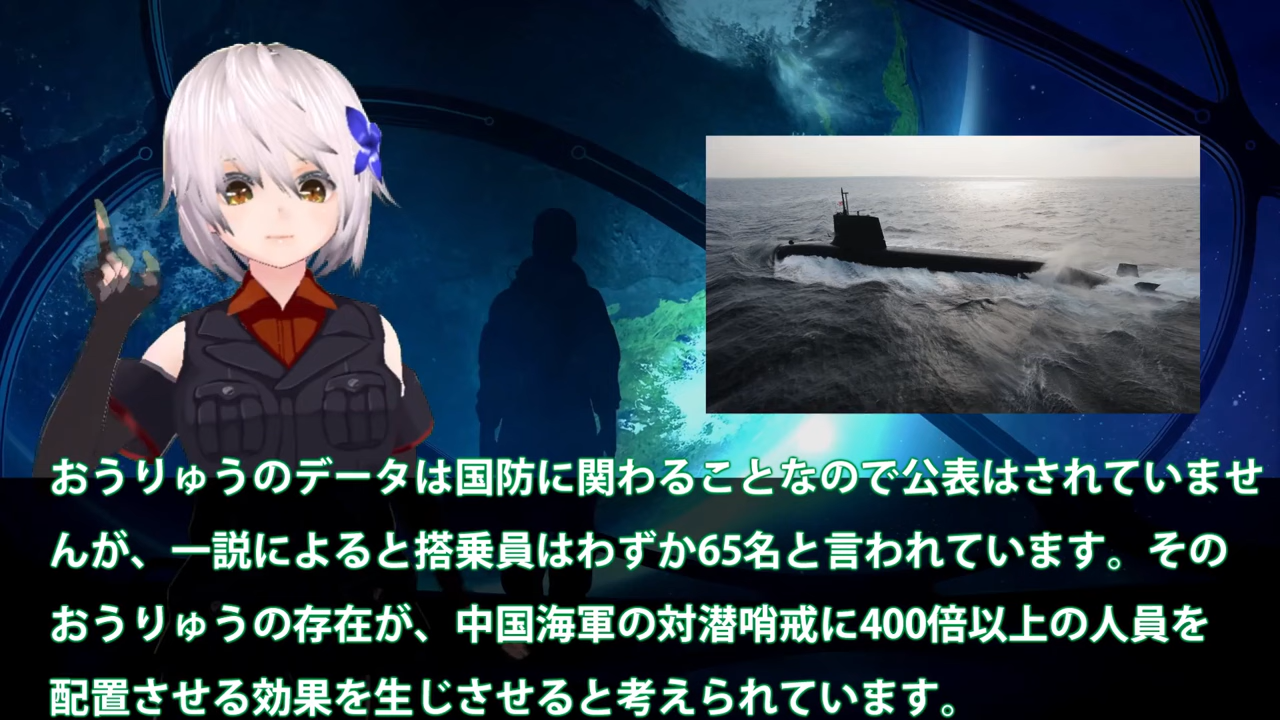 おうりゅうのデータは国防に関わることなので公表はされていませ
んが、一説によると搭乗員はわずか65名と言われています。その
おうりゅうの存在が、中国海軍の対潜哨戒に400倍以上の人員を
配置させる効果を生じさせると考えられています。